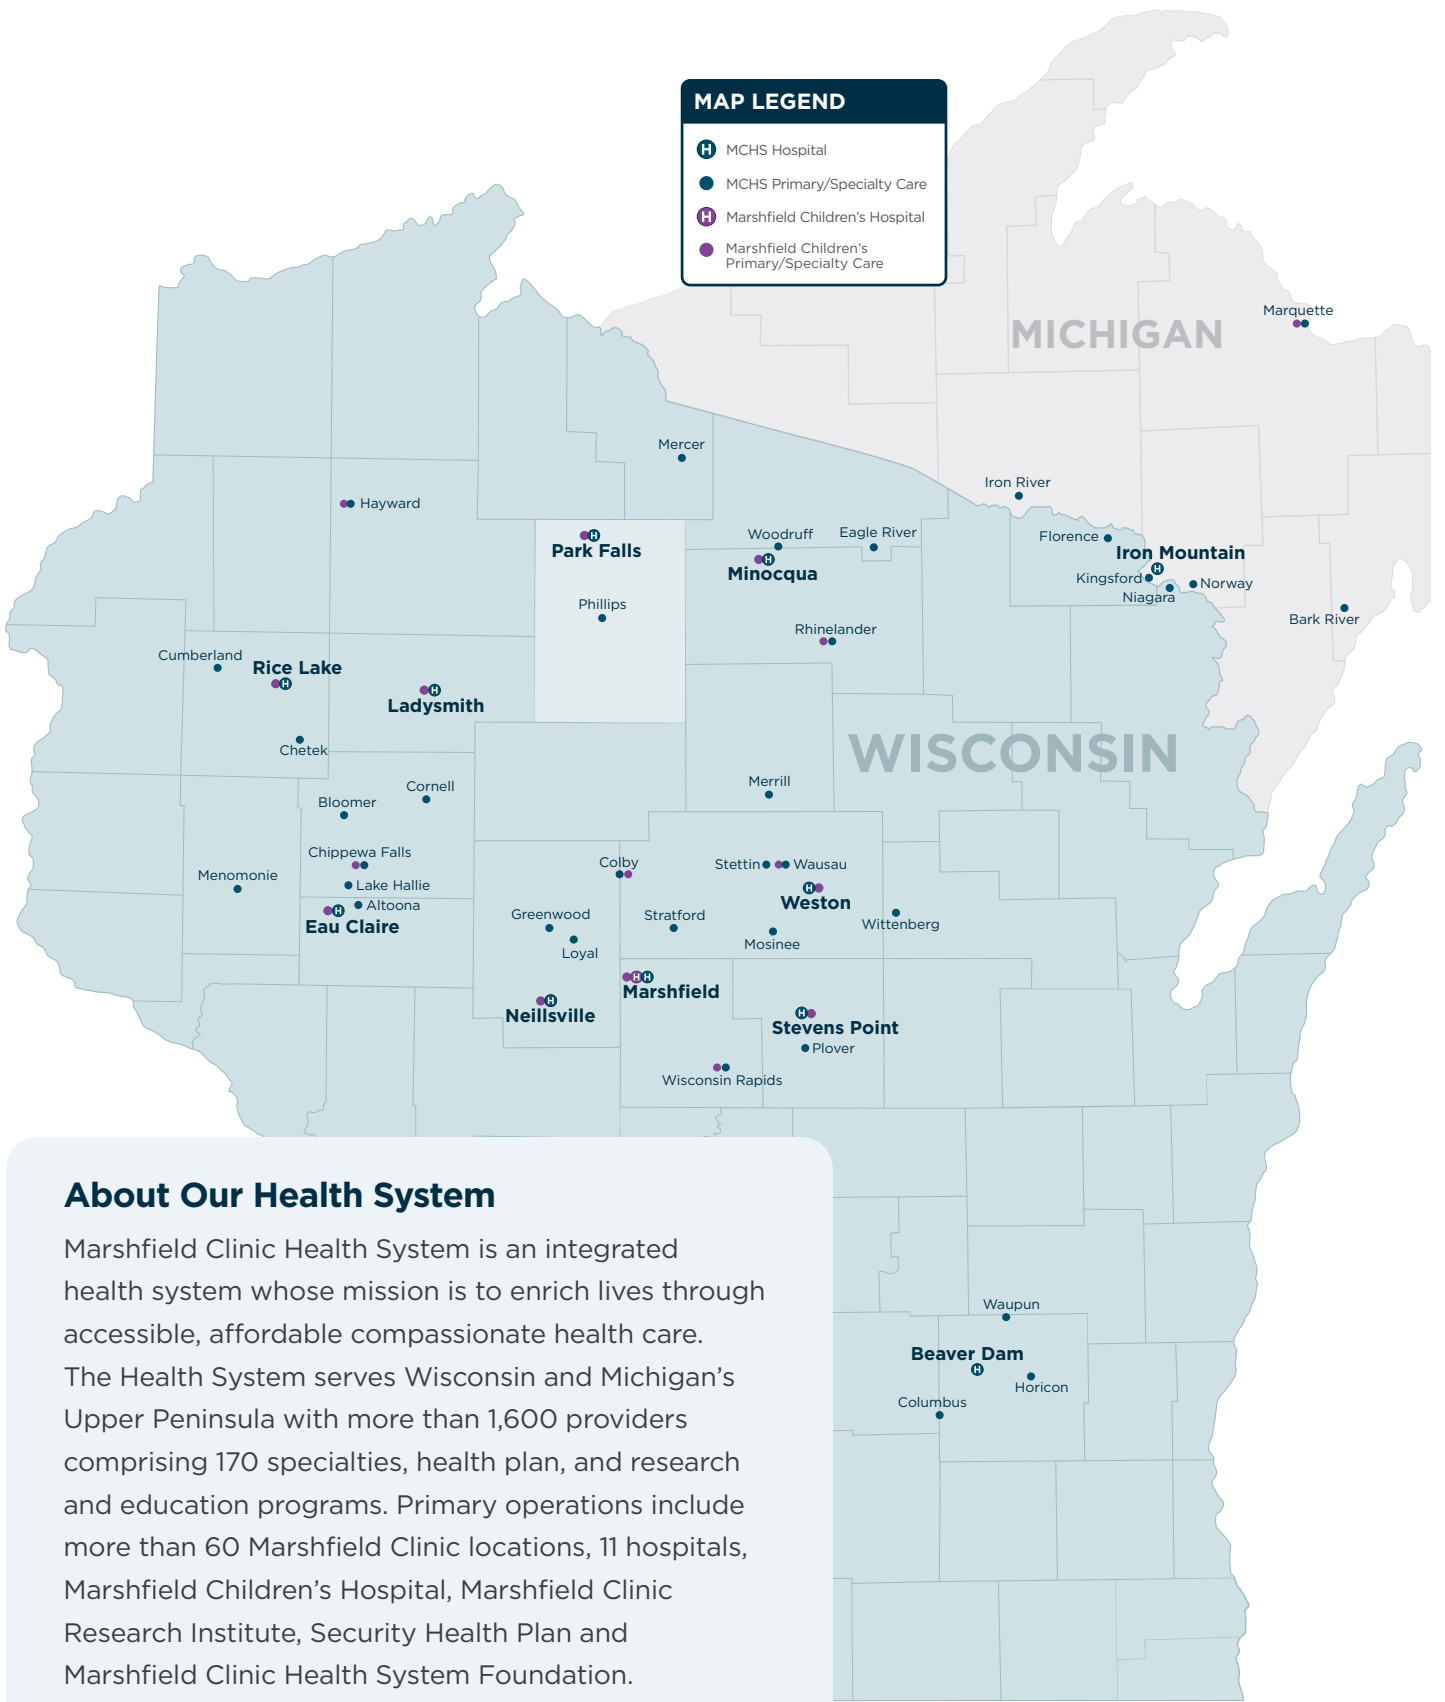 MAP LEGEND
H MCHS Hospital
MCHS Primary/Specialty Care
H Marshfield Children's Hospital
Marshfield Children's
Primary/Specialty Care
Marquette
MICHIGAN
Mercer
Iron River
Hayward
Park Falls
H
Woodruff
Eagle River
Florence
Minocqua
H
Iron Mountain
H
Kingsford
Norway
Niagara
Phillips
Bark River
Rhinelander
Cumberland
Rice Lake
H
Ladysmith
H
Chetek
WISCONSIN
Cornell
Merrill
Bloomer
Chippewa Falls
Colby
Stettin
Wausau
Menomonie
Lake Hallie
Altoona
H
Eau Claire
H
Weston
Greenwood
Stratford
Wittenberg
Loyal
Mosinee
H H
Marshfield
H
Neillsville
H
Stevens Point
Plover
Wisconsin Rapids
About Our Health System
Marshfield Clinic Health System is an integrated
health system whose mission is to enrich lives through
accessible, affordable compassionate health care.
The Health System serves Wisconsin and Michigan's
Upper Peninsula with more than 1,600 providers
comprising 170 specialties, health plan, and research
and education programs. Primary operations include
more than 60 Marshfield Clinic locations, 11 hospitals,
Marshfield Children's Hospital, Marshfield Clinic
Research Institute, Security Health Plan and
Marshfield Clinic Health System Foundation.
Waupun
Beaver Dam
H
Horicon
Columbus